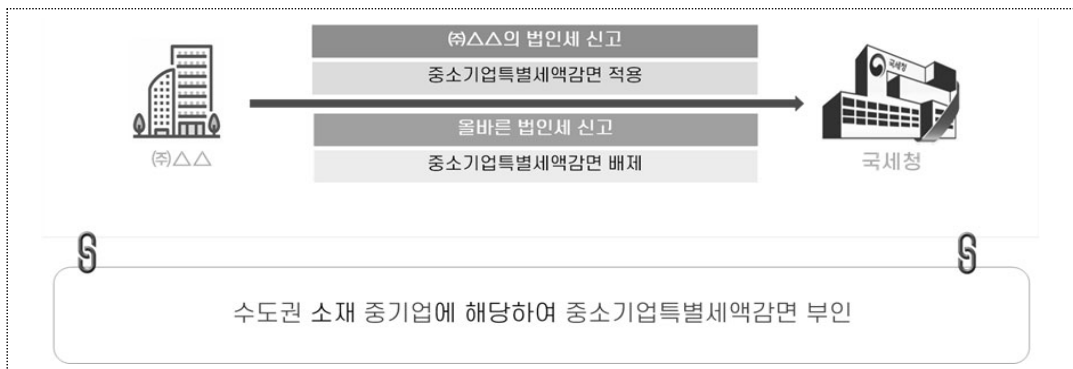 ㈜△△의 법인세 신고
중소기업특별세액감면 적용
국세청
올바른 법인세 신고
중소기업특별세액감면 배제
㈜△△
국세청
수도권 소재 중기업에 해당하여 중소기업특별세액감면 부인